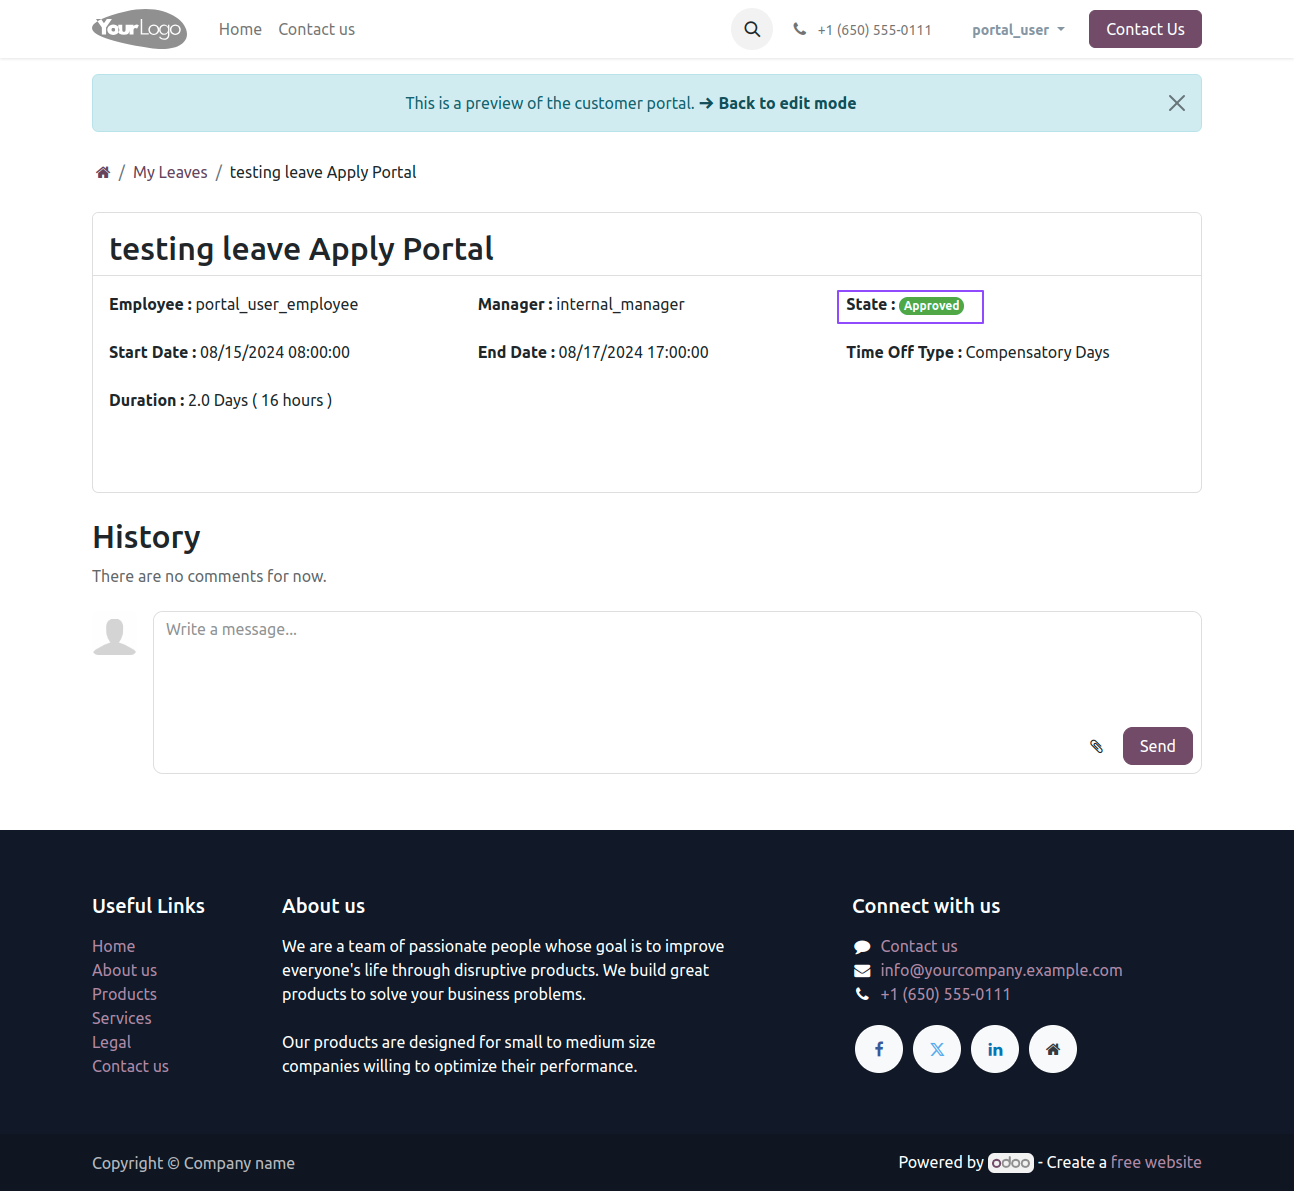 YourLogo Home Contact us +1 (650) 555-0111 portal_user Contact Us
This is a preview of the customer portal. Back to edit mode
/ My Leaves / testing leave Apply Portal
testing leave Apply Portal
Employee : portal_user_employee Manager : internal_manager State : Approved
Start Date : 08/15/2024 08:00:00 End Date : 08/17/2024 17:00:00 Time Off Type : Compensatory Days
Duration : 2.0 Days ( 16 hours )
History
There are no comments for now.
Write a message...
Send
Useful Links
Home
About us
Products
Services
Legal
Contact us
About us
We are a team of passionate people whose goal is to improve
everyone's life through disruptive products. We build great
products to solve your business problems.
Our products are designed for small to medium size
companies willing to optimize their performance.
Connect with us
Contact us
info@yourcompany.example.com
+1 (650) 555-0111
Copyright © Company name
Powered by odoo - Create a free website